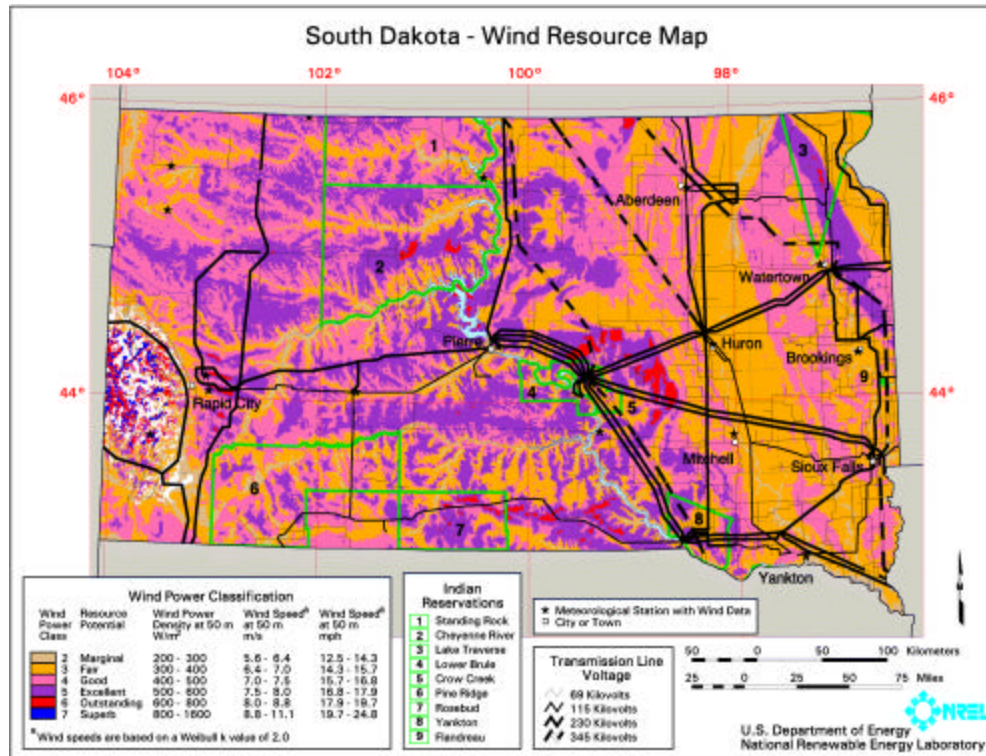 South Dakota - Wind Resource Map
104° 102° 100° 98°
46° 46°
1 3
Aberdeen
2
Watertown
Pierre Huron
Brookings
44° 9 44°
Rapid City 4 5
Mitchell
Sioux Falls
6
7 8
Yankton
Wind Power Classification
Wind Power Class Resource Potential Wind Power Density at 50 m W/m² Wind Speedᵃ at 50 m m/s Wind Speedᵃ at 50 m mph
2 Marginal 200 - 300 5.6 - 6.4 12.5 - 14.3
3 Fair 300 - 400 6.4 - 7.0 14.3 - 15.7
4 Good 400 - 500 7.0 - 7.5 15.7 - 16.8
5 Excellent 500 - 600 7.5 - 8.0 16.8 - 17.9
6 Outstanding 600 - 800 8.0 - 8.8 17.9 - 19.7
7 Superb 800 - 1600 8.8 - 11.1 19.7 - 24.8
ᵃWind speeds are based on a Weibull k value of 2.0
Indian
Reservations
1 Standing Rock
2 Cheyenne River
3 Lake Traverse
4 Lower Brule
5 Crow Creek
6 Pine Ridge
7 Rosebud
8 Yankton
9 Flandreau
Meteorological Station with Wind Data
City or Town
Transmission Line
Voltage
69 Kilovolts
115 Kilovolts
230 Kilovolts
345 Kilovolts
50 0 50 100 Kilometers
25 0 25 50 75 Miles
NREL
U.S. Department of Energy
National Renewable Energy Laboratory